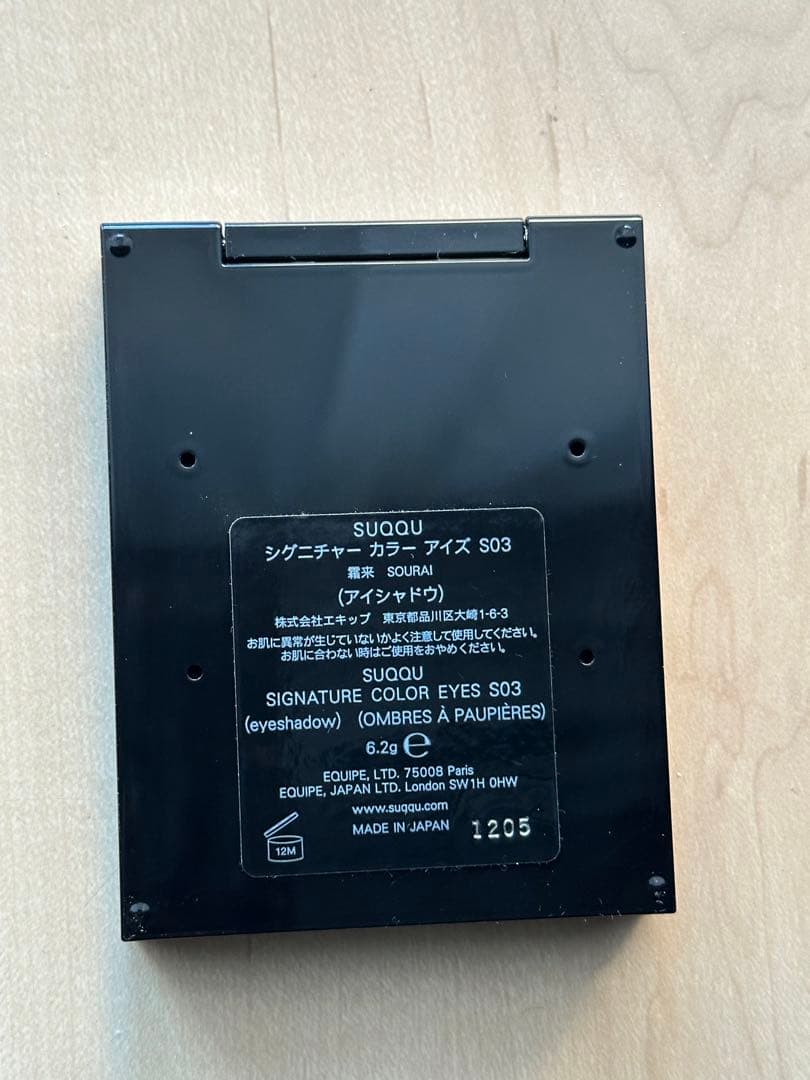 SUQQU
シグニチャー カラー アイズ S03
霜来 SOURAI
(アイシャドウ)
株式会社エキップ 東京都品川区大崎1-6-3
お肌に異常が生じていないかよく注意して使用してください。
お肌に合わない時はご使用をおやめください。
SUQQU
SIGNATURE COLOR EYES S03
(eyeshadow) (OMBRES À PAUPIÈRES)
6.2g ℮
EQUIPE, LTD. 75008 Paris
EQUIPE, JAPAN LTD. London SW1H 0HW
www.suqqu.com
MADE IN JAPAN 1205
12M